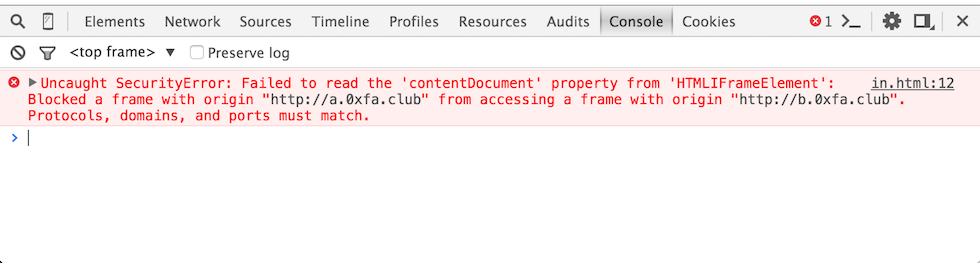 Elements Network Sources Timeline Profiles Resources Audits Console Cookies 1
<top frame> Preserve log
Uncaught SecurityError: Failed to read the 'contentDocument' property from 'HTMLIFrameElement': in.html:12
Blocked a frame with origin "http://a.0xfa.club" from accessing a frame with origin "http://b.0xfa.club".
Protocols, domains, and ports must match.